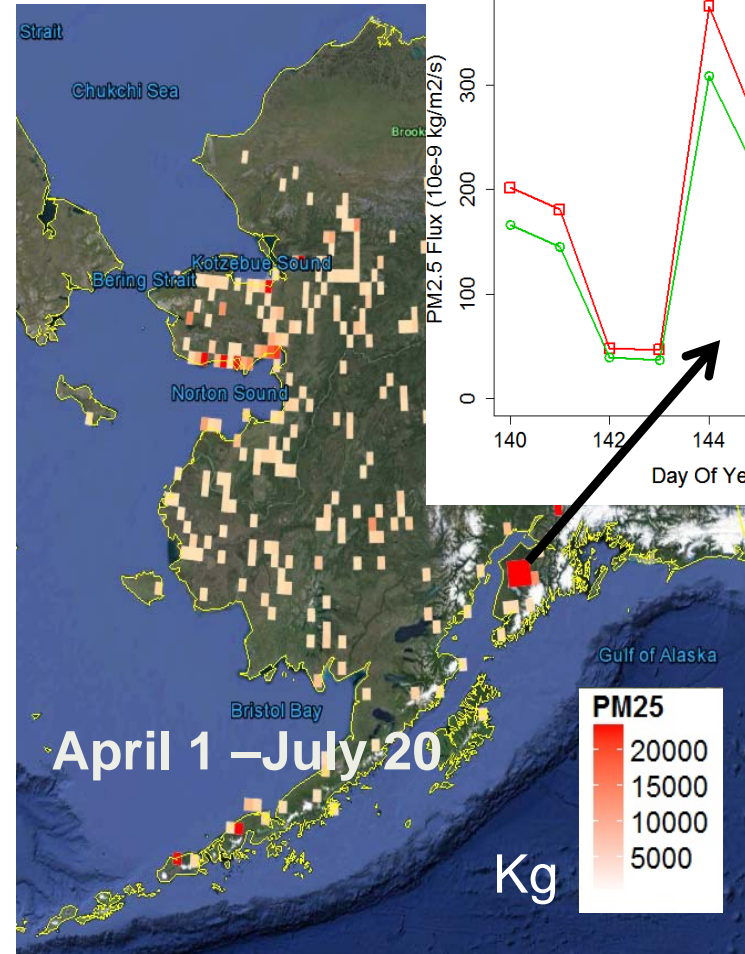 Strait
Chukchi Sea
Brook
Kotzebue Sound
Bering Strait
Norton Sound
Bristol Bay
Gulf of Alaska
April 1 –July 20
Kg
PM25
20000
15000
10000
5000
PM2.5 Flux (10e-9 kg/m2/s)
300
200
100
0
140
142
144
Day Of Ye